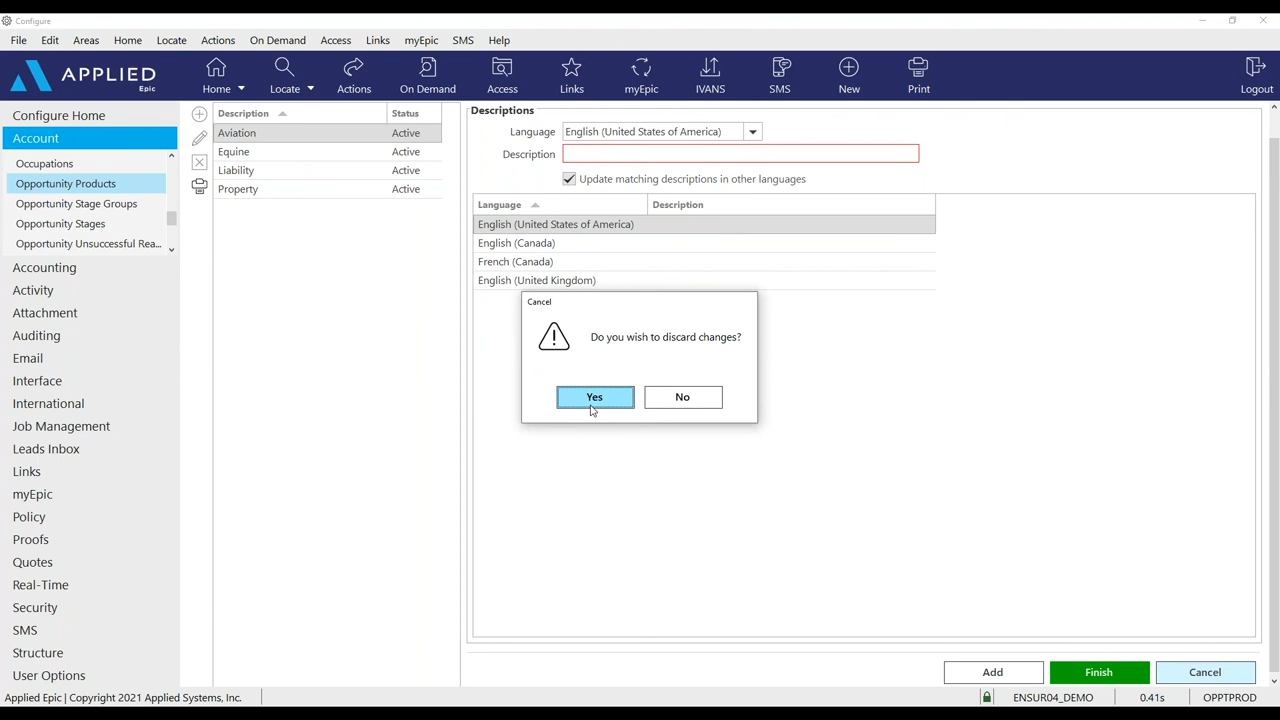 Configure
File Edit Areas Home Locate Actions On Demand Access Links myEpic SMS Help
APPLIED
Epic
Home Locate Actions On Demand Access Links myEpic IVANS SMS New Print Logout
Configure Home
Account
Occupations
Opportunity Products
Opportunity Stage Groups
Opportunity Stages
Opportunity Unsuccessful Rea...
Accounting
Activity
Attachment
Auditing
Email
Interface
International
Job Management
Leads Inbox
Links
myEpic
Policy
Proofs
Quotes
Real-Time
Security
SMS
Structure
User Options
Description Status
Aviation Active
Equine Active
Liability Active
Property Active
Descriptions
Language English (United States of America)
Description
Update matching descriptions in other languages
Language Description
English (United States of America)
English (Canada)
French (Canada)
English (United Kingdom)
Cancel
Do you wish to discard changes?
Yes No
Add Finish Cancel
Applied Epic | Copyright 2021 Applied Systems, Inc. ENSUR04_DEMO 0.41s OPPTPROD